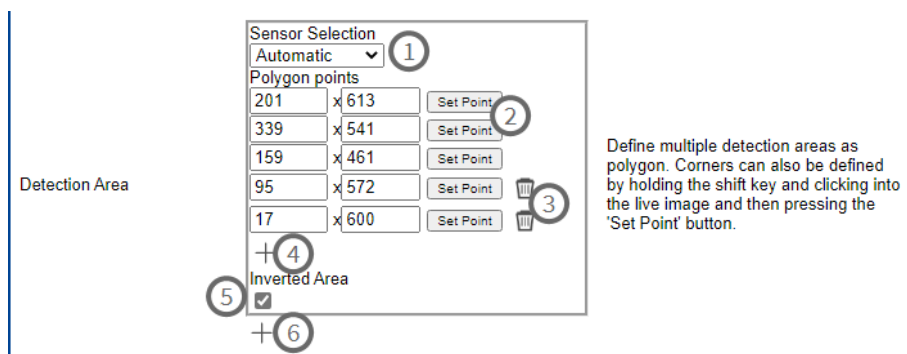 Sensor Selection
Automatic
1
Polygon points
201 x 613 Set Point
2
339 x 541 Set Point
159 x 461 Set Point
Detection Area
95 x 572 Set Point
3
17 x 600 Set Point
+
4
Inverted Area
5
+
6
Define multiple detection areas as
polygon. Corners can also be defined
by holding the shift key and clicking into
the live image and then pressing the
'Set Point' button.